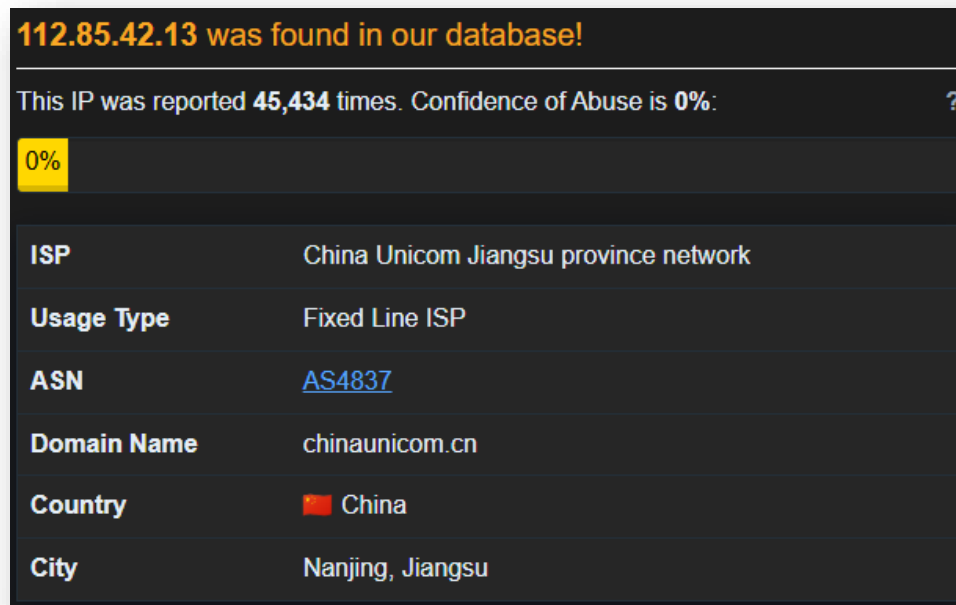 112.85.42.13 was found in our database!
This IP was reported 45,434 times. Confidence of Abuse is 0%: ?
0%
ISP China Unicom Jiangsu province network
Usage Type Fixed Line ISP
ASN AS4837
Domain Name chinaunicom.cn
Country China
City Nanjing, Jiangsu